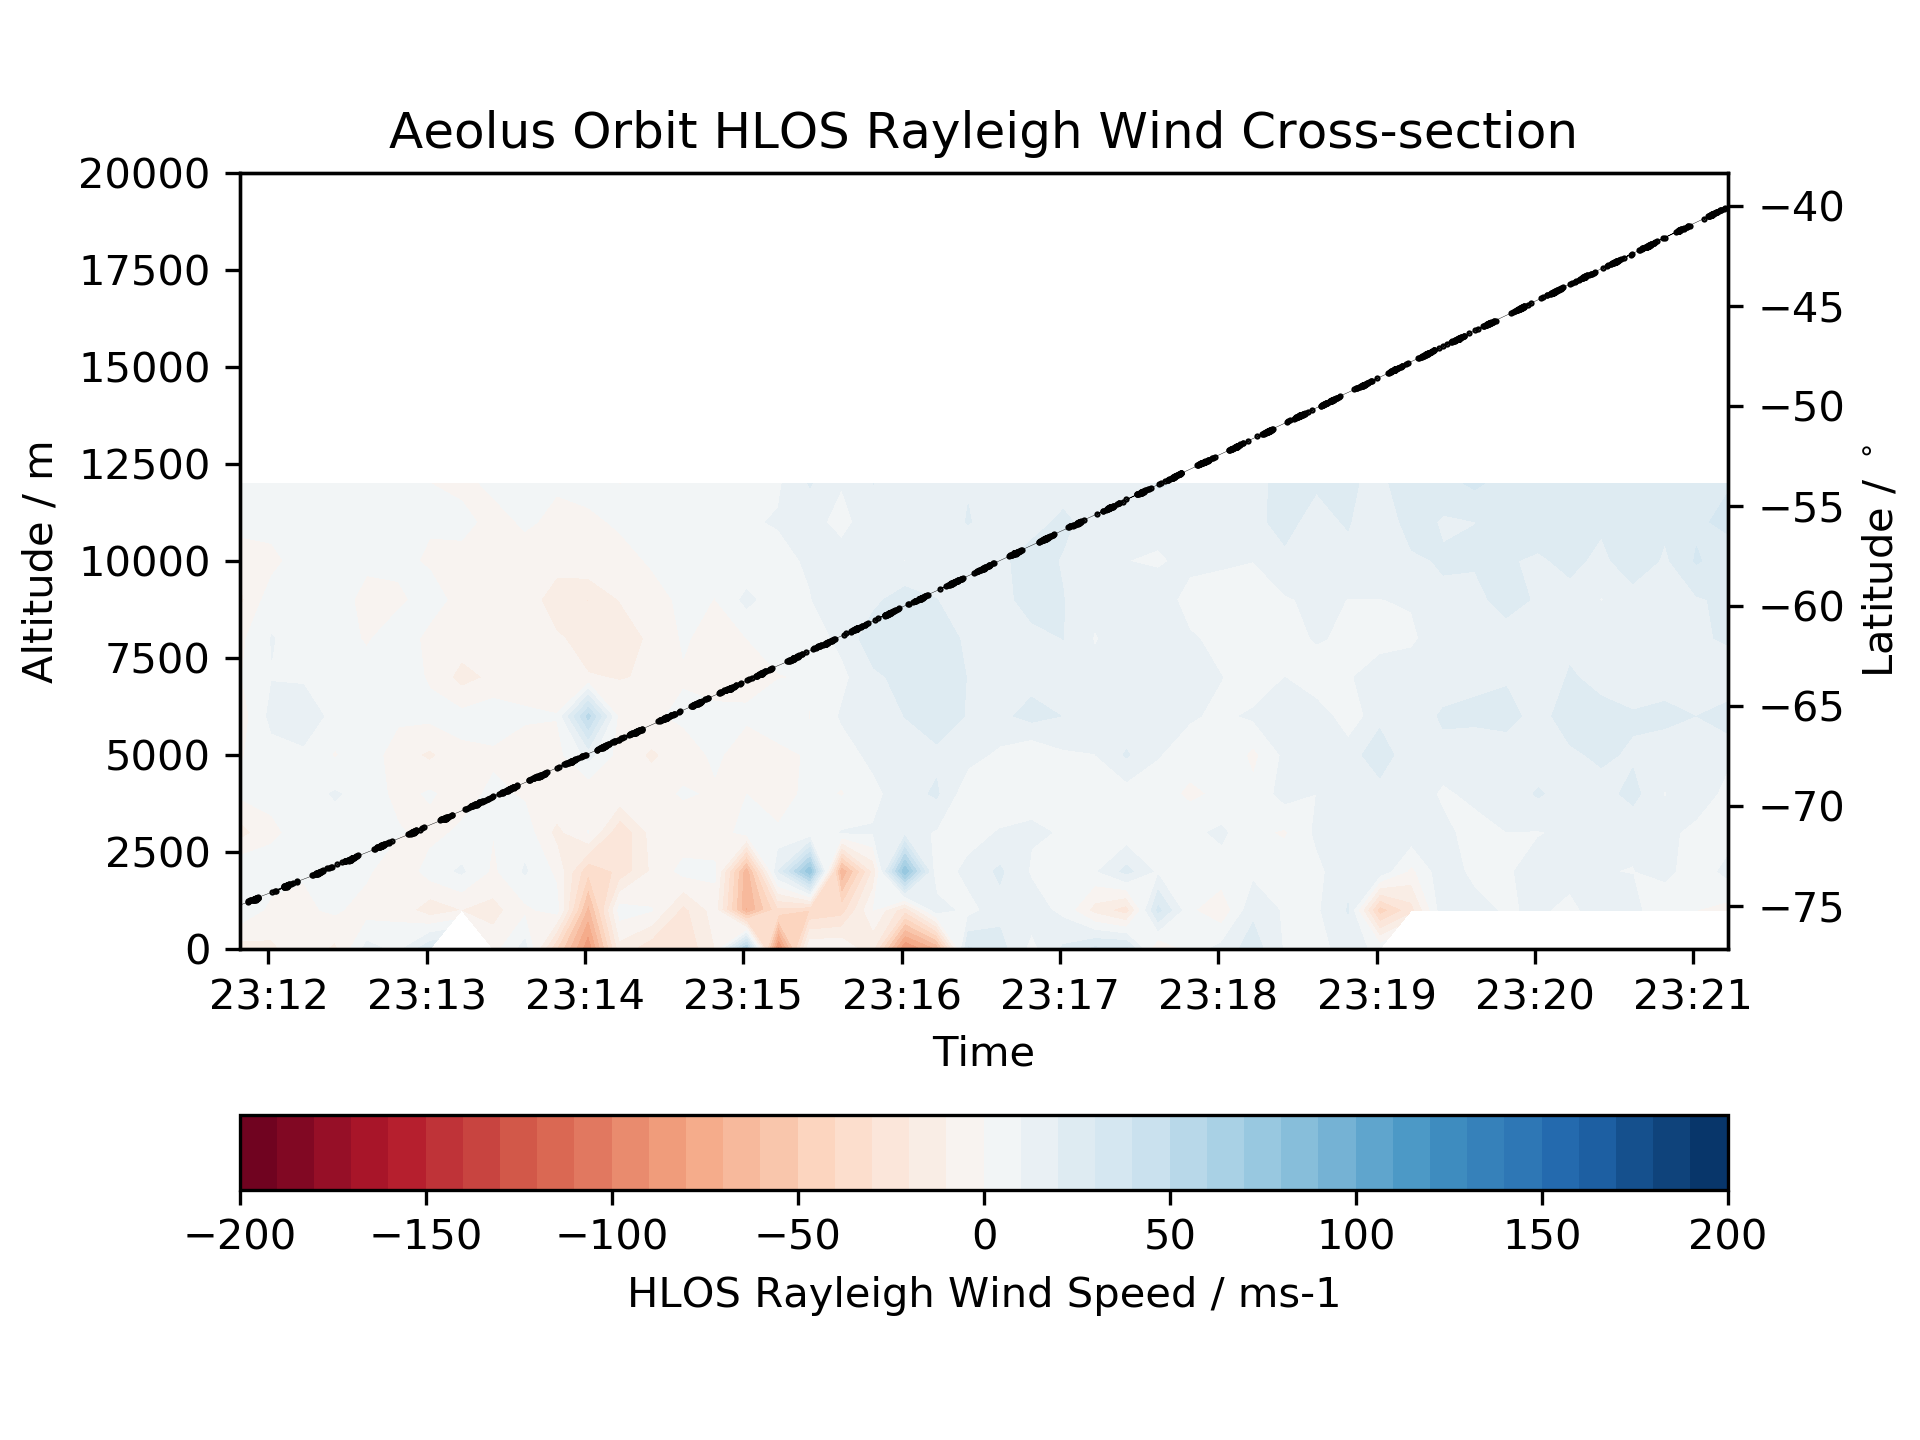 Aeolus Orbit HLOS Rayleigh Wind Cross-section
20000
17500
15000
12500
10000
7500
5000
2500
0
Altitude / m
−40
−45
−50
−55
−60
−65
−70
−75
Latitude / °
23:12 23:13 23:14 23:15 23:16 23:17 23:18 23:19 23:20 23:21
Time
−200 −150 −100 −50 0 50 100 150 200
HLOS Rayleigh Wind Speed / ms-1